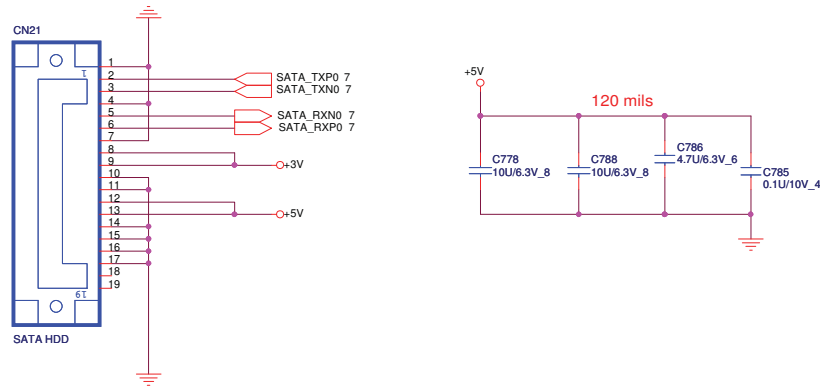 CN21
1
2
3
4
5
6
7
8
9
10
11
12
13
14
15
16
17
18
19
1
19
SATA_TXP0 7
SATA_TXN0 7
SATA_RXN0 7
SATA_RXP0 7
+3V
+5V
SATA HDD
+5V
120 mils
C778
10U/6.3V_8
C788
10U/6.3V_8
C786
4.7U/6.3V_6
C785
0.1U/10V_4